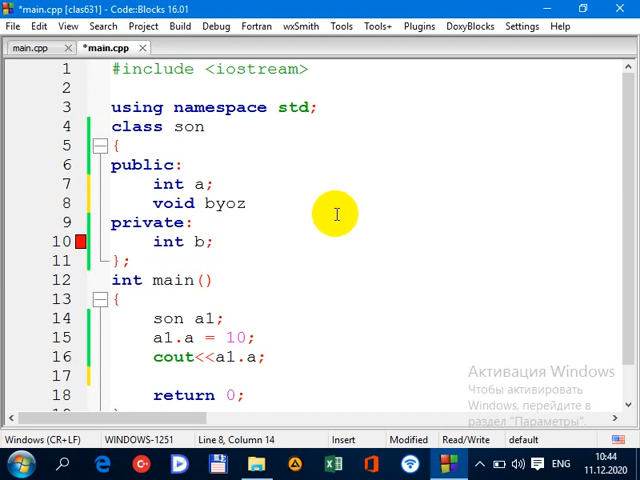 *main.cpp [clas631] - Code::Blocks 16.01
File Edit View Search Project Build Debug Fortran wxSmith Tools Tools+ Plugins DoxyBlocks Settings Help
main.cpp *main.cpp
1 #include <iostream>
2
3 using namespace std;
4 class son
5 {
6 public:
7 int a;
8 void byoz
9 private:
10 int b;
11 };
12 int main()
13 {
14 son a1;
15 a1.a = 10;
16 cout<<a1.a;
17
18 return 0;
Активация Windows
Чтобы активировать
Windows, перейдите в
раздел "Параметры".
Windows (CR+LF) WINDOWS-1251 Line 8, Column 14 Insert Modified Read/Write default
ENG 10:44
11.12.2020